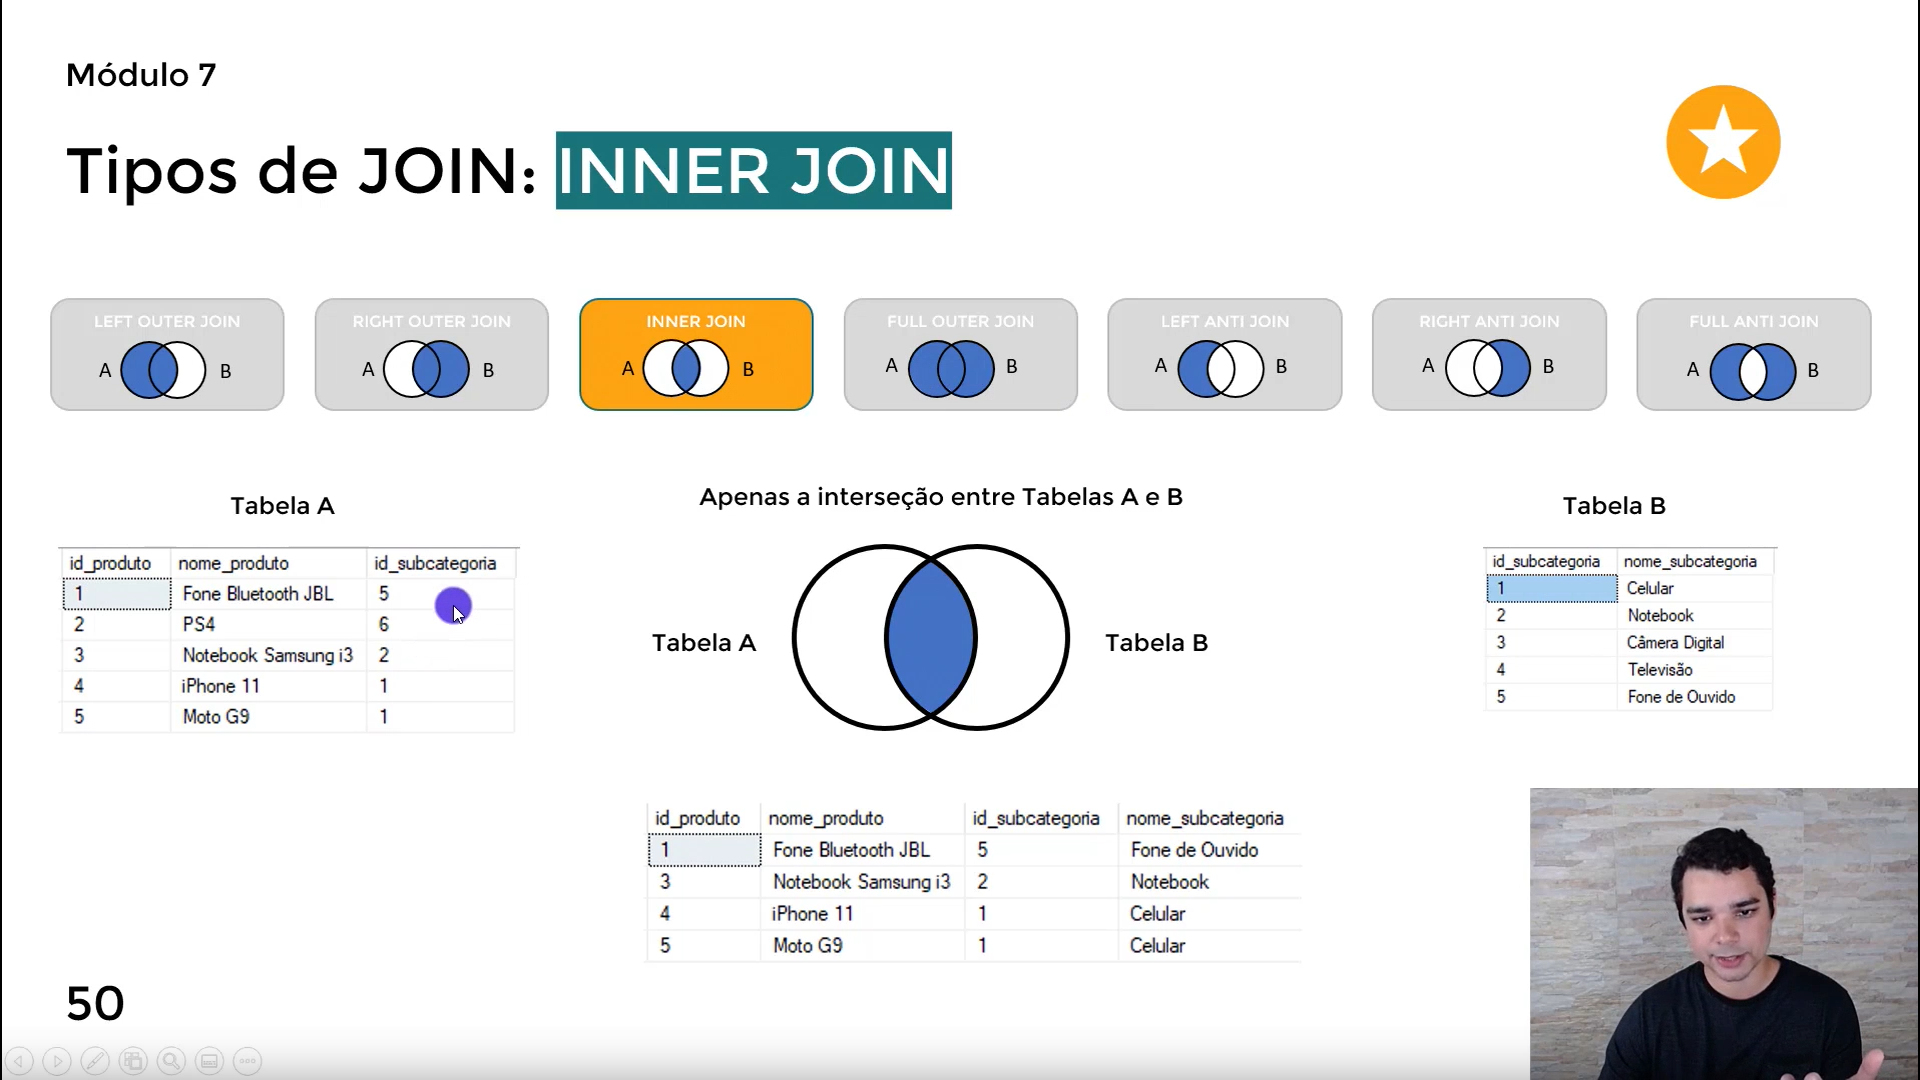 Módulo 7
Tipos de JOIN: INNER JOIN
LEFT OUTER JOIN
A B
RIGHT OUTER JOIN
A B
INNER JOIN
A B
FULL OUTER JOIN
A B
LEFT ANTI JOIN
A B
RIGHT ANTI JOIN
A B
FULL ANTI JOIN
A B
Tabela A
id_produto nome_produto id_subcategoria
1 Fone Bluetooth JBL 5
2 PS4 6
3 Notebook Samsung i3 2
4 iPhone 11 1
5 Moto G9 1
Apenas a interseção entre Tabelas A e B
Tabela A Tabela B
Tabela B
id_subcategoria nome_subcategoria
1 Celular
2 Notebook
3 Câmera Digital
4 Televisão
5 Fone de Ouvido
id_produto nome_produto id_subcategoria nome_subcategoria
1 Fone Bluetooth JBL 5 Fone de Ouvido
3 Notebook Samsung i3 2 Notebook
4 iPhone 11 1 Celular
5 Moto G9 1 Celular
50